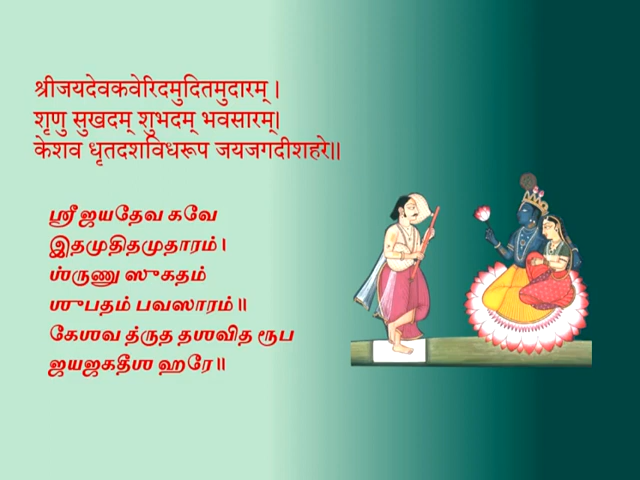 श्रीजयदेवकवेरिदमुदितमुदारम् ।
शृणु सुखदम् शुभदम् भवसारम्।
केशव धृतदशविधरूप जयजगदीशहरे॥
ஸ்ரீ ஜயதேவ கவே
இதமுதிதமுதாரம் ।
ஶ்ருணு ஸுகதம்
ஶுபதம் பவஸாரம் ॥
கேஶவ த்ருத தஶவித ரூப
ஜயஜகதீஶ ஹரே ॥